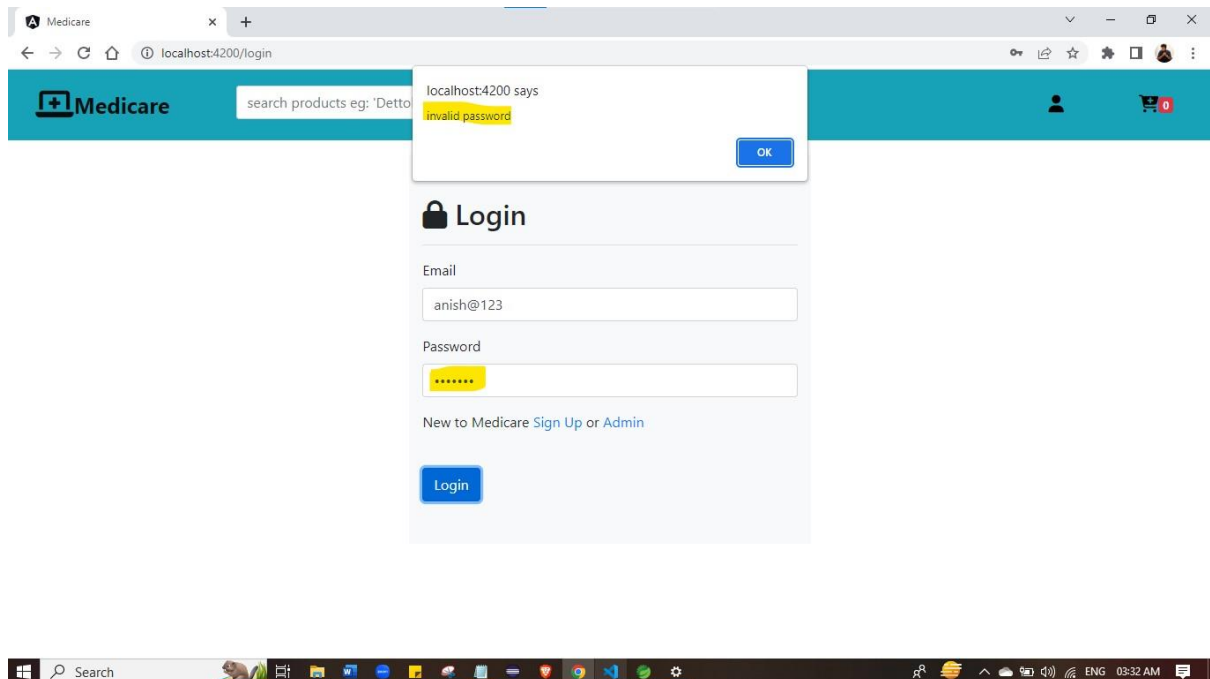 Medicare
localhost:4200/login
Medicare
search products eg: 'Detto
0
localhost:4200 says
invalid password
OK
Login
Email
anish@123
Password
•••••••
New to Medicare Sign Up or Admin
Login
Search
ENG 03:32 AM